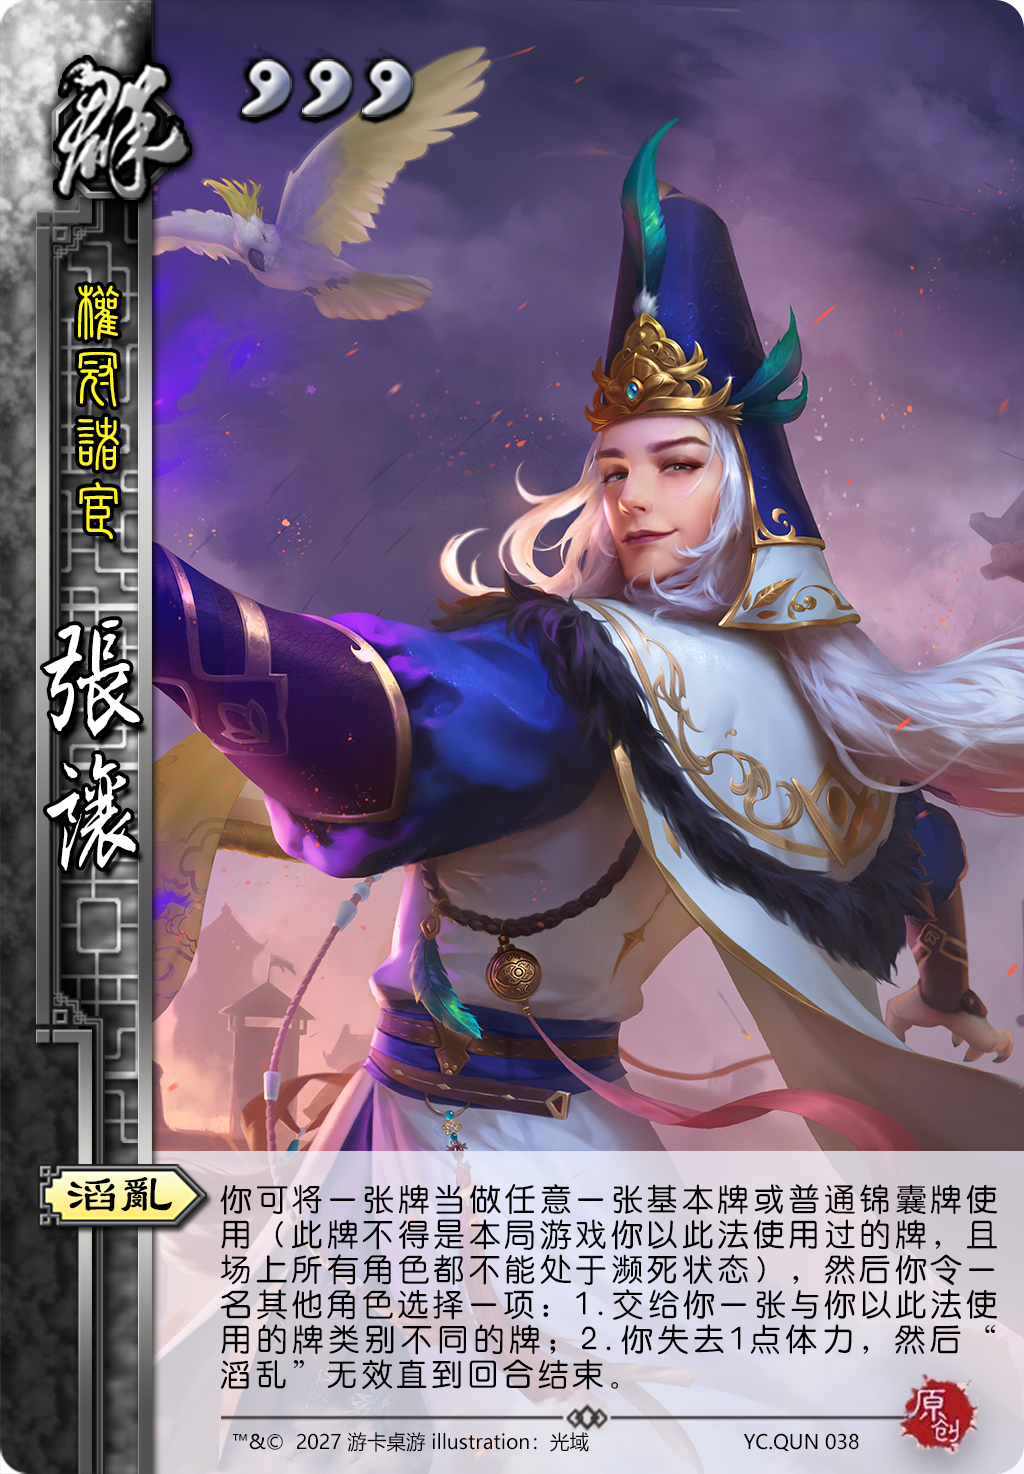 群
權冠諸宦
張讓
滔亂
你可将一张牌当做任意一张基本牌或普通锦囊牌使
用（此牌不得是本局游戏你以此法使用过的牌，且
场上所有角色都不能处于濒死状态），然后你令一
名其他角色选择一项：1.交给你一张与你以此法使
用的牌类别不同的牌；2.你失去1点体力，然后“
滔乱”无效直到回合结束。
™&© 2027 游卡桌游 illustration：光域
YC.QUN 038
原创